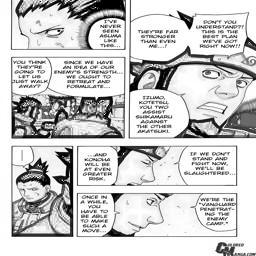 DON'T YOU
UNDERSTAND?!
THIS IS THE
BEST PLAN
WE'VE GOT
RIGHT NOW!!
THEY'RE FAR
STRONGER
THAN EVEN
ME...!
IZUMO,
KOTETSU,
YOU TWO
ASSIST
SHIKAMARU
AGAINST
THE OTHER
AKATSUKI.
I'VE
NEVER
SEEN
ASUMA
LIKE
THIS...
SINCE WE HAVE
AN IDEA OF OUR
ENEMY'S STRENGTH,
WE OUGHT TO
RETREAT AND
FORMULATE...
YOU THINK
THEY'RE
GOING TO
LET US
JUST WALK
AWAY?
IF WE DON'T
STAND AND
FIGHT NOW,
WE'LL BE
SLAUGHTERED...
...AND
KONOHA
WILL BE
AT EVEN
GREATER
RISK.
WE'RE THE
"VANGUARD
PENETRAT-
ING THE
ENEMY
CAMP."
ONCE
IN A
WHILE,
YOU HAVE
TO BE
ABLE TO
MAKE SUCH
A MOVE...
COLORED
MANGA.COM